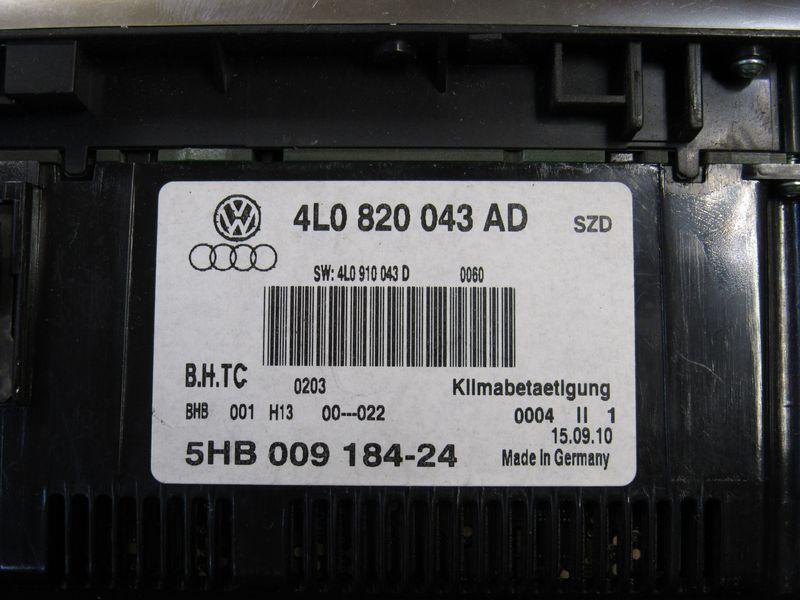 VW
4L0 820 043 AD SZD
SW: 4L0 910 043 D 0060
B.H.TC 0203 Klimabetaetigung
BHB 001 H13 00---022 0004 II 1
15.09.10
5HB 009 184-24 Made in Germany